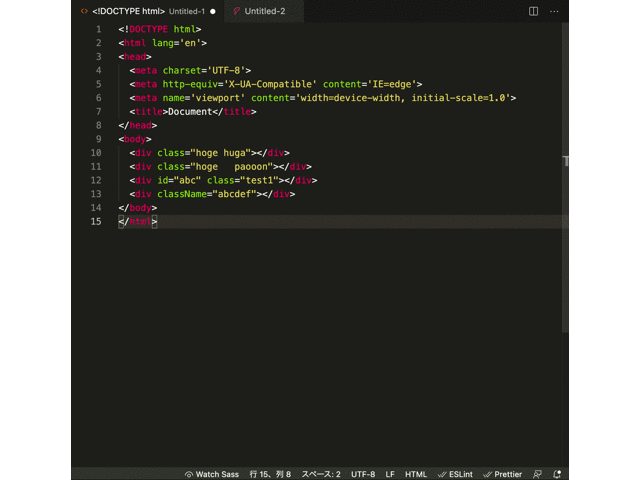 <!DOCTYPE html> Untitled-1 Untitled-2
1 <!DOCTYPE html>
2 <html lang='en'>
3 <head>
4 <meta charset='UTF-8'>
5 <meta http-equiv='X-UA-Compatible' content='IE=edge'>
6 <meta name='viewport' content='width=device-width, initial-scale=1.0'>
7 <title>Document</title>
8 </head>
9 <body>
10 <div class="hoge huga"></div>
11 <div class="hoge   paooon"></div>
12 <div id="abc" class="test1"></div>
13 <div className="abcdef"></div>
14 </body>
15 </html>
Watch Sass 行 15、列 8 スペース: 2 UTF-8 LF HTML ESLint Prettier